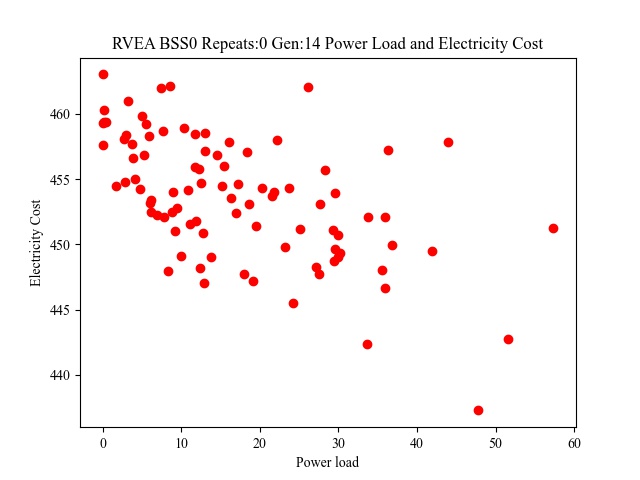 RVEA BSS0 Repeats:0 Gen:14 Power Load and Electricity Cost
460
455
450
445
440
Electricity Cost
0 10 20 30 40 50 60
Power load